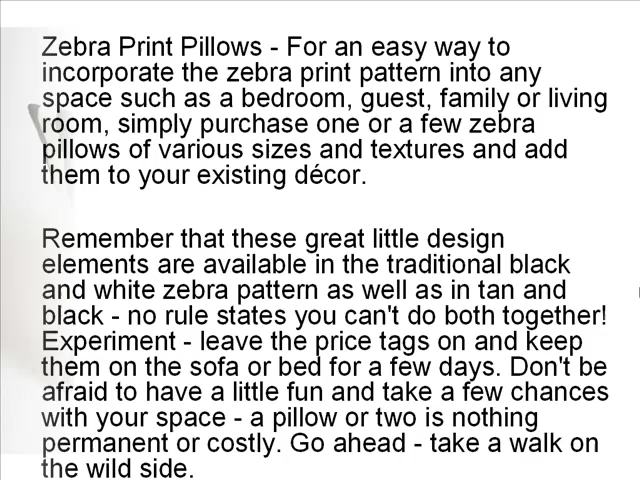 Zebra Print Pillows - For an easy way to
incorporate the zebra print pattern into any
space such as a bedroom, guest, family or living
room, simply purchase one or a few zebra
pillows of various sizes and textures and add
them to your existing décor.
Remember that these great little design
elements are available in the traditional black
and white zebra pattern as well as in tan and
black - no rule states you can't do both together!
Experiment - leave the price tags on and keep
them on the sofa or bed for a few days. Don't be
afraid to have a little fun and take a few chances
with your space - a pillow or two is nothing
permanent or costly. Go ahead - take a walk on
the wild side.